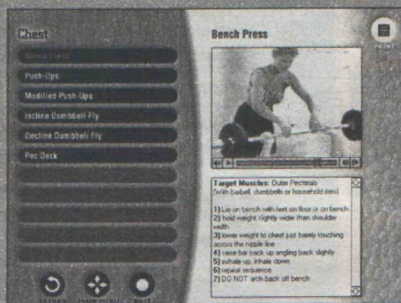 Chest
Bench Press
Push-Ups
Modified Push-Ups
Incline Dumbbell Fly
Decline Dumbbell Fly
Pec Deck
Bench Press
PRINT
Target Muscles: Outer Pectorals
(With barbell, dumbbells or household item)
1) Lie on bench with feet on floor or on bench
2) hold weight slightly wider than shoulder
width
3) lower weight to chest just barely touching
across the nipple line
4) raise bar back up angling back slightly
5) exhale up, inhale down
6) repeat sequence
7) DO NOT arch back off bench
MAIN MENU